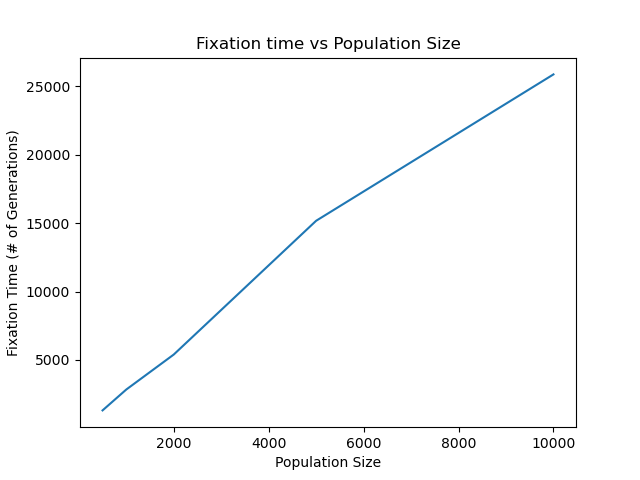 Fixation time vs Population Size
25000
20000
15000
10000
5000
Fixation Time (# of Generations)
2000 4000 6000 8000 10000
Population Size